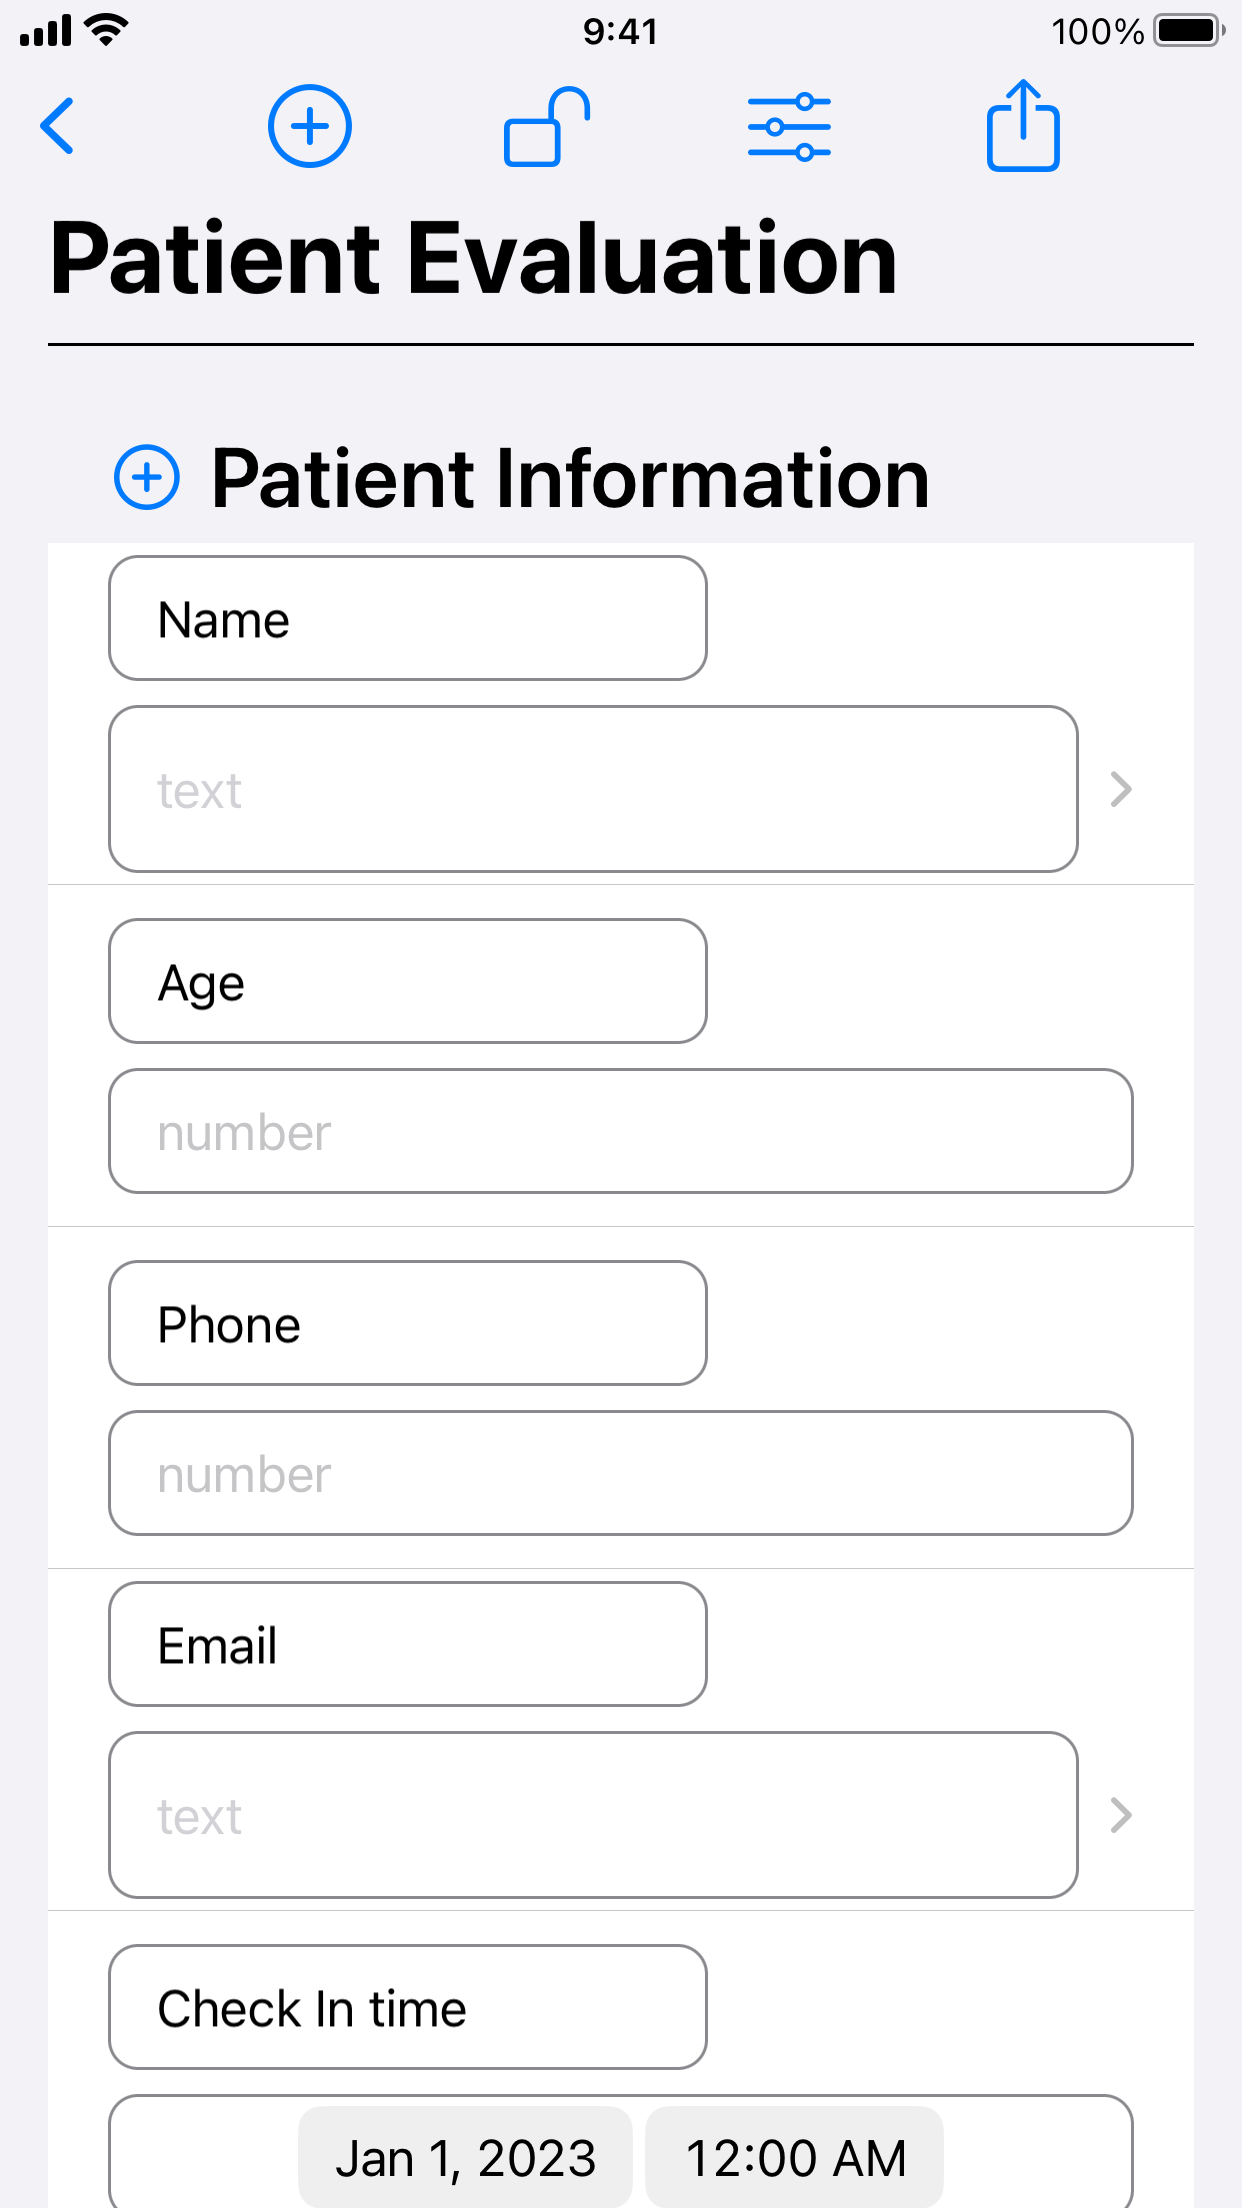 9:41
100%
Patient Evaluation
Patient Information
Name
text
Age
number
Phone
number
Email
text
Check In time
Jan 1, 2023 12:00 AM